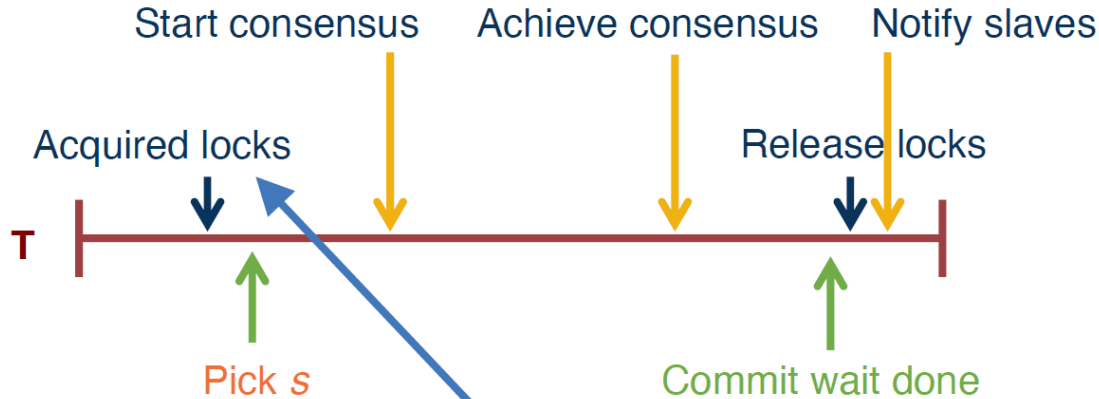 Start consensus
Achieve consensus
Notify slaves
Acquired locks
Release locks
T
Pick s
Commit wait done